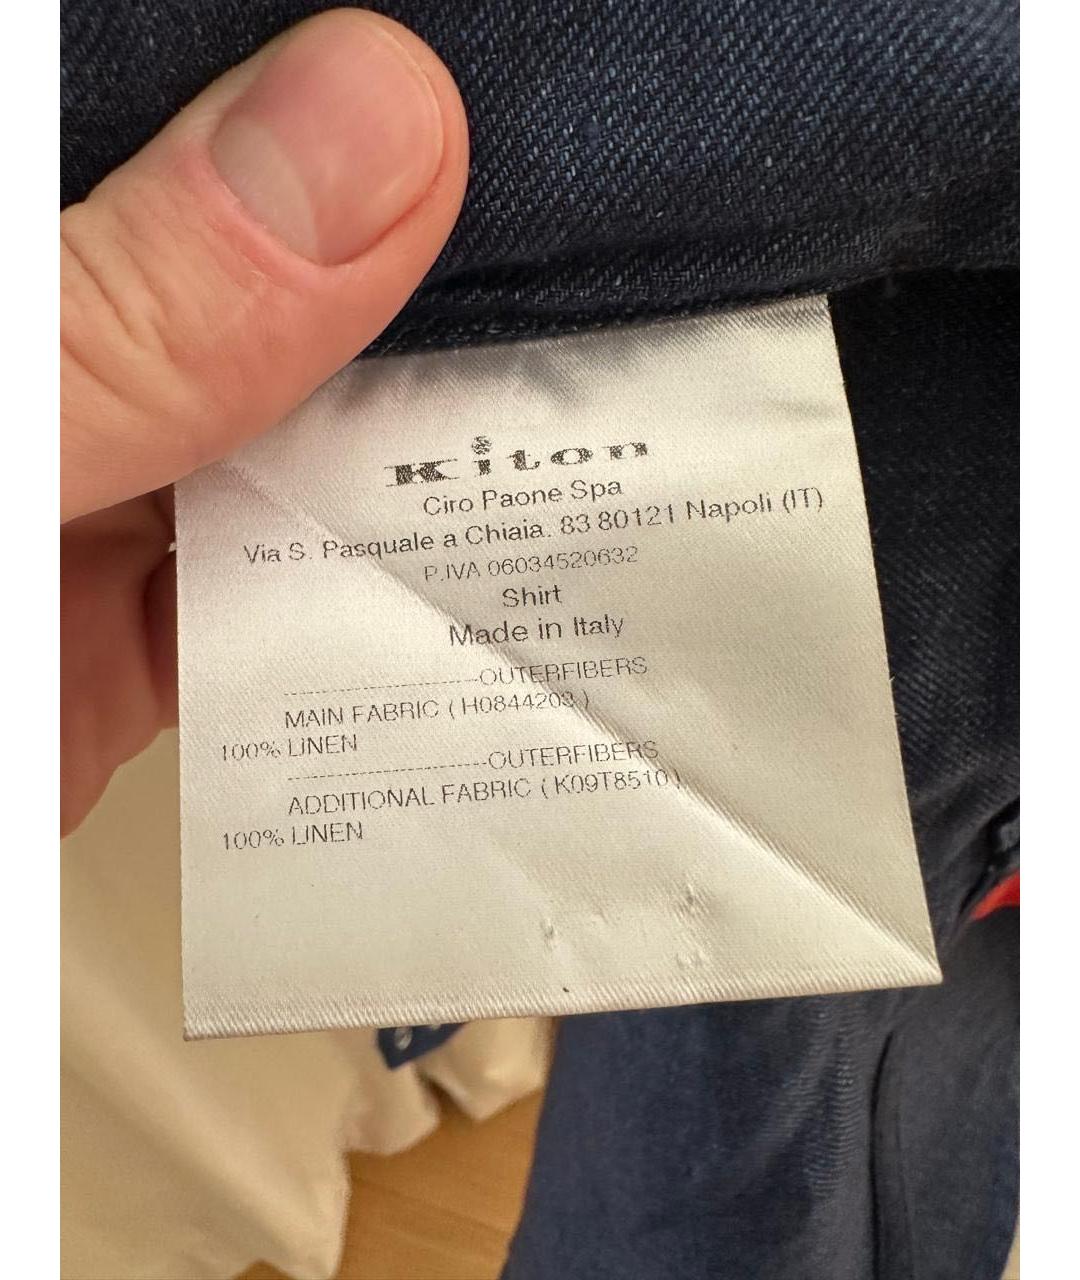 Kiton
Ciro Paone Spa
Via S. Pasquale a Chiaia. 83 80121 Napoli (IT)
P.IVA 06034520632
Shirt
Made in Italy
------------------------OUTERFIBERS
MAIN FABRIC ( H0844203 )
100% LINEN
------------------------OUTERFIBERS
ADDITIONAL FABRIC ( K09T8510 )
100% LINEN